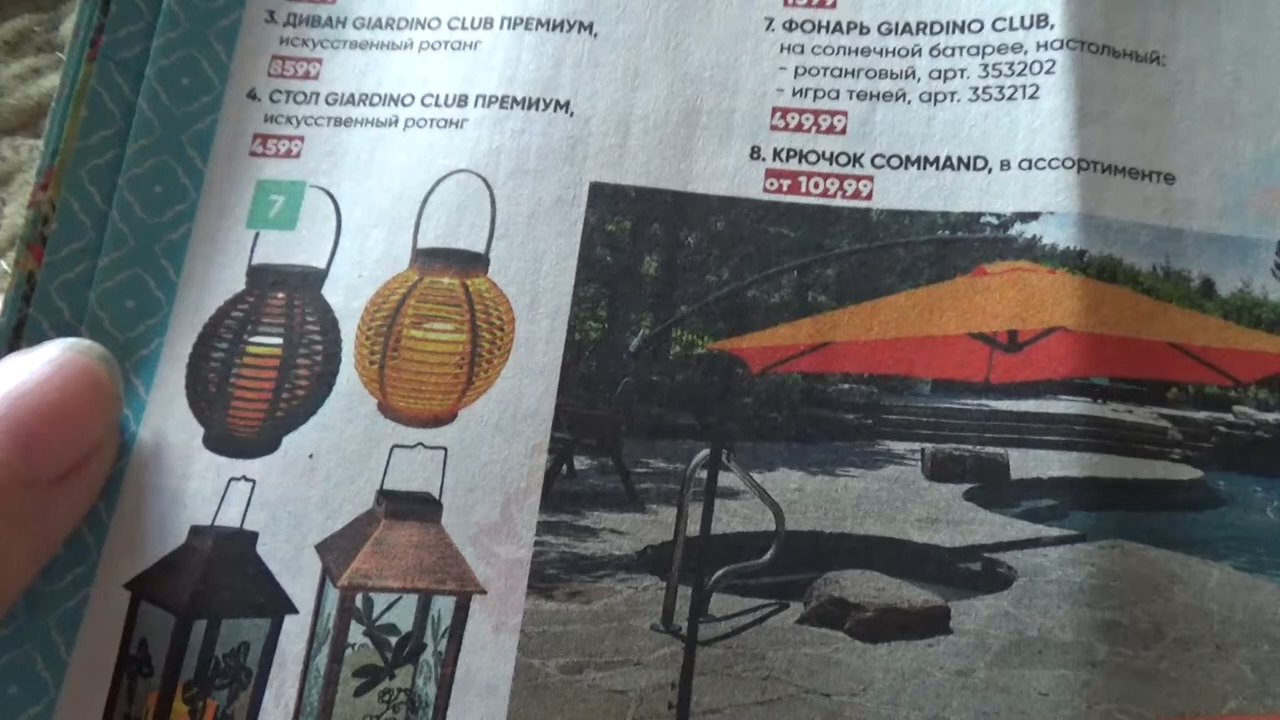 3. ДИВАН GIARDINO CLUB ПРЕМИУМ,
искусственный ротанг
8599
4. СТОЛ GIARDINO CLUB ПРЕМИУМ,
искусственный ротанг
4599
7
7. ФОНАРЬ GIARDINO CLUB,
на солнечной батарее, настольный:
- ротанговый, арт. 353202
- игра теней, арт. 353212
499,99
8. КРЮЧОК COMMAND, в ассортименте
от 109,99